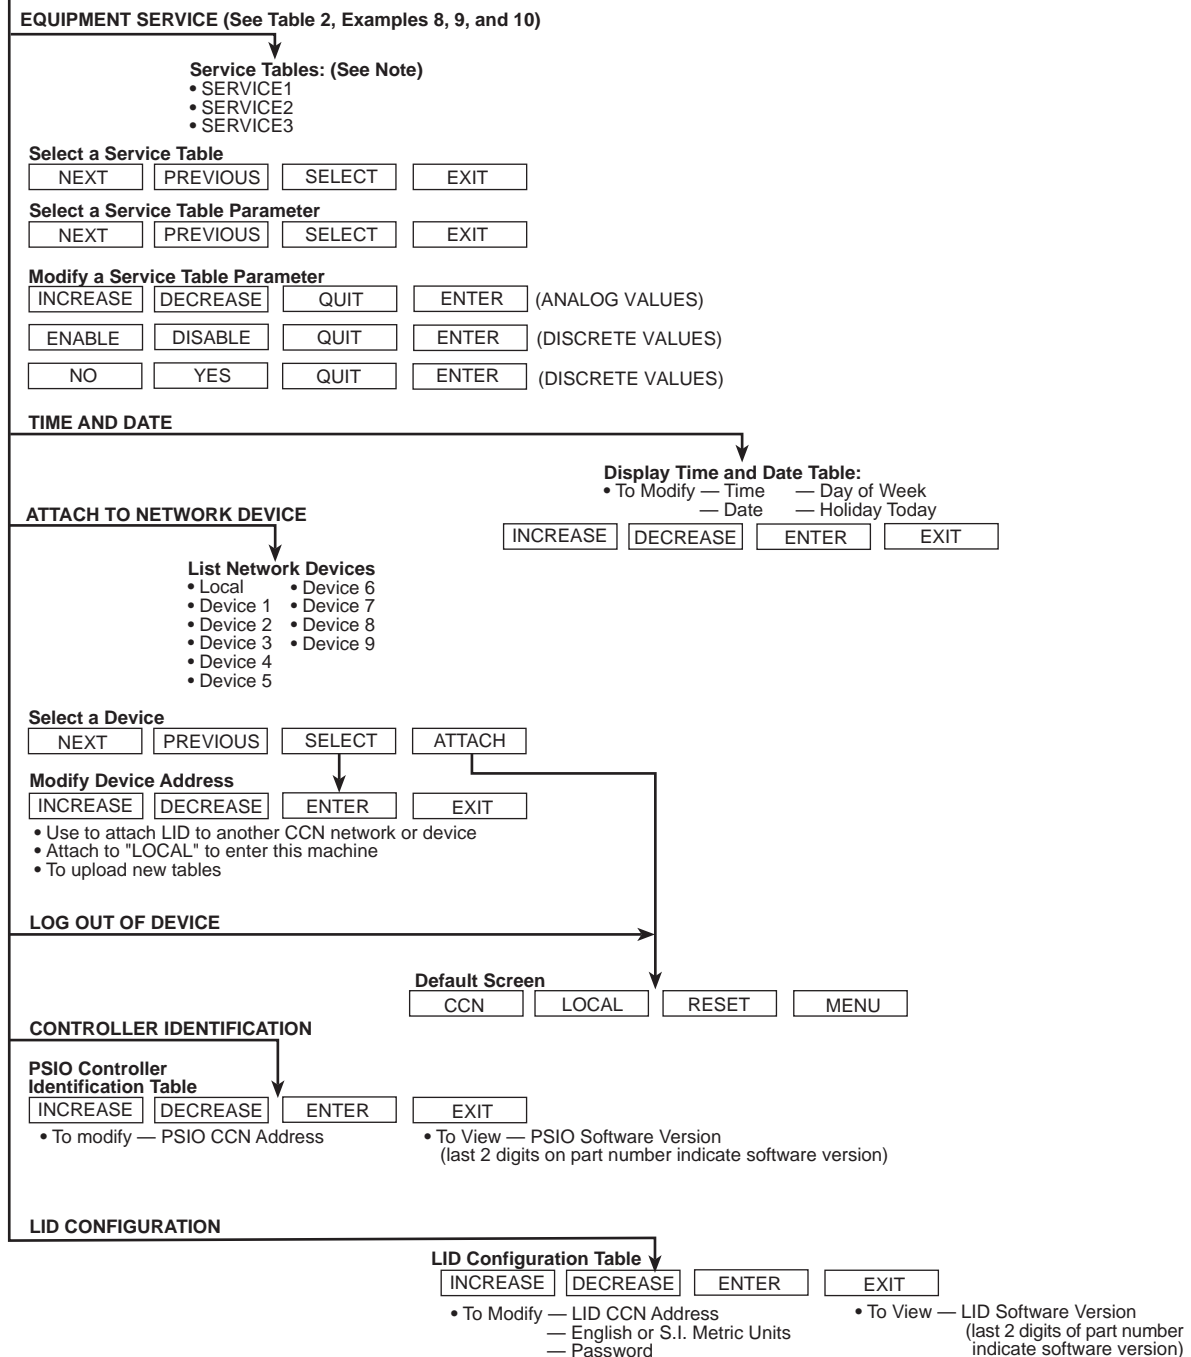 EQUIPMENT SERVICE (See Table 2, Examples 8, 9, and 10)
Service Tables: (See Note)
• SERVICE1
• SERVICE2
• SERVICE3
Select a Service Table
NEXT PREVIOUS SELECT EXIT
Select a Service Table Parameter
NEXT PREVIOUS SELECT EXIT
Modify a Service Table Parameter
INCREASE DECREASE QUIT ENTER (ANALOG VALUES)
ENABLE DISABLE QUIT ENTER (DISCRETE VALUES)
NO YES QUIT ENTER (DISCRETE VALUES)
TIME AND DATE
Display Time and Date Table:
• To Modify — Time — Day of Week
— Date — Holiday Today
INCREASE DECREASE ENTER EXIT
ATTACH TO NETWORK DEVICE
List Network Devices
• Local • Device 6
• Device 1 • Device 7
• Device 2 • Device 8
• Device 3 • Device 9
• Device 4
• Device 5
Select a Device
NEXT PREVIOUS SELECT ATTACH
Modify Device Address
INCREASE DECREASE ENTER EXIT
• Use to attach LID to another CCN network or device
• Attach to "LOCAL" to enter this machine
• To upload new tables
LOG OUT OF DEVICE
Default Screen
CCN LOCAL RESET MENU
CONTROLLER IDENTIFICATION
PSIO Controller
Identification Table
INCREASE DECREASE ENTER EXIT
• To modify — PSIO CCN Address
• To View — PSIO Software Version
(last 2 digits on part number indicate software version)
LID CONFIGURATION
LID Configuration Table
INCREASE DECREASE ENTER EXIT
• To Modify — LID CCN Address
— English or S.I. Metric Units
— Password
• To View — LID Software Version
(last 2 digits of part number
indicate software version)